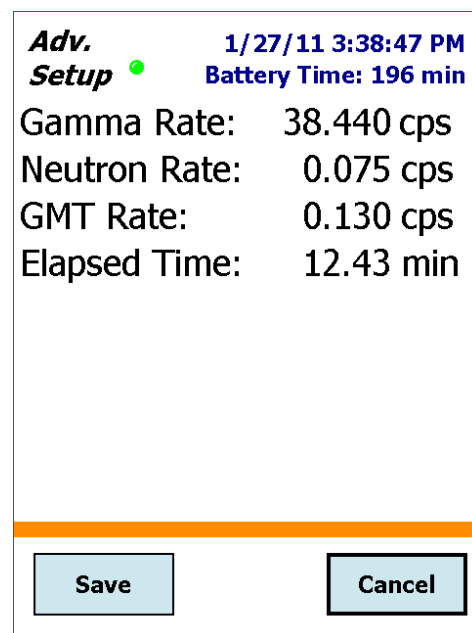 Adv. 1/27/11 3:38:47 PM
Setup Battery Time: 196 min
Gamma Rate: 38.440 cps
Neutron Rate: 0.075 cps
GMT Rate: 0.130 cps
Elapsed Time: 12.43 min
Save Cancel